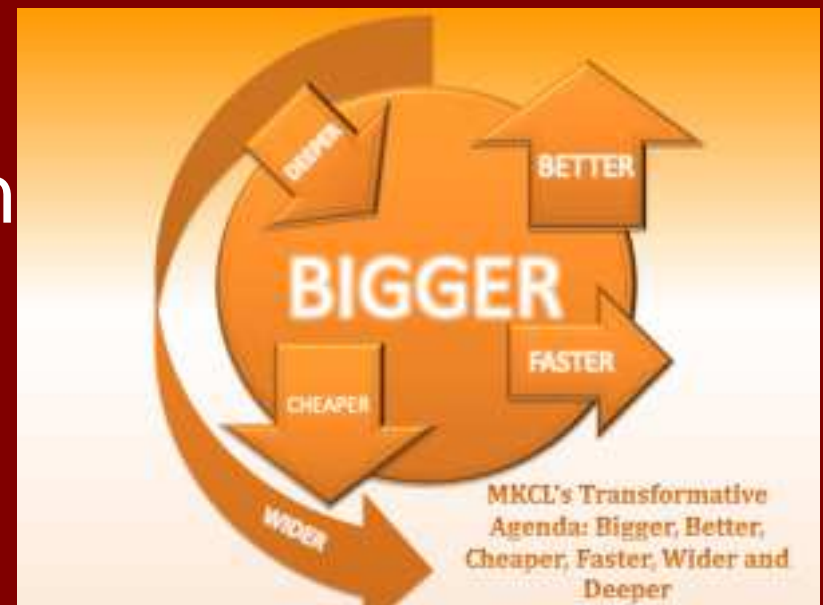 DEEPER
BETTER
BIGGER
FASTER
CHEAPER
WIDER
MKCL's Transformative
Agenda: Bigger, Better,
Cheaper, Faster, Wider and
Deeper